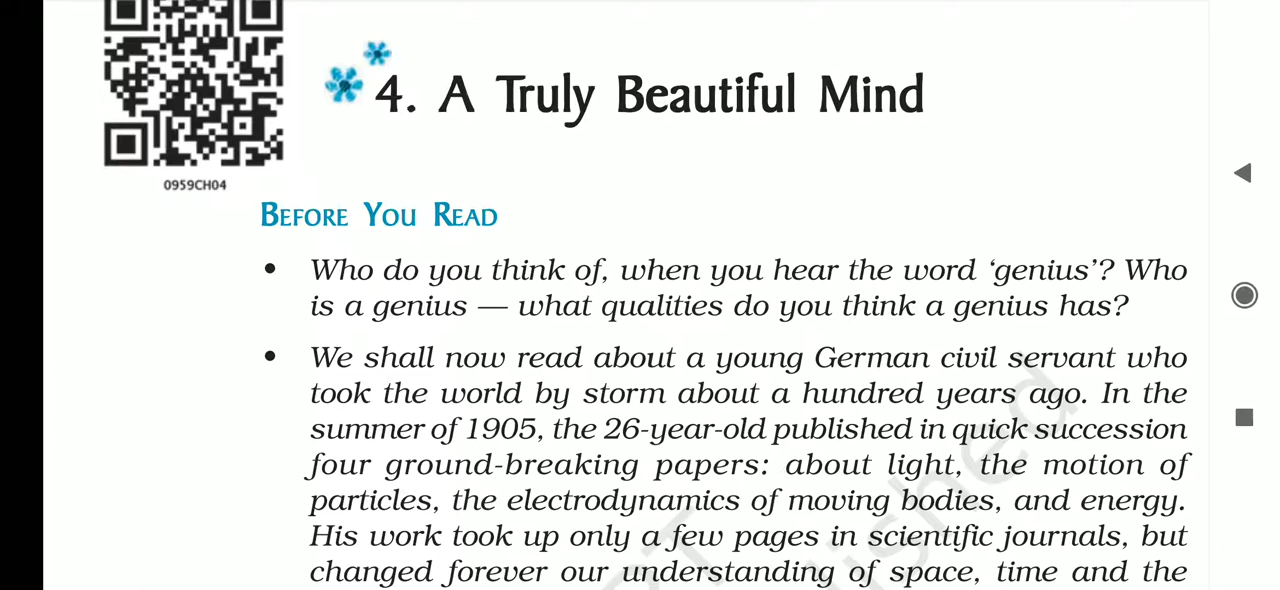 4. A Truly Beautiful Mind
0959CH04
BEFORE YOU READ
• Who do you think of, when you hear the word ‘genius’? Who
is a genius — what qualities do you think a genius has?
• We shall now read about a young German civil servant who
took the world by storm about a hundred years ago. In the
summer of 1905, the 26-year-old published in quick succession
four ground-breaking papers: about light, the motion of
particles, the electrodynamics of moving bodies, and energy.
His work took up only a few pages in scientific journals, but
changed forever our understanding of space, time and the